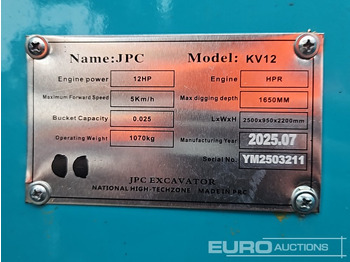 Name: JPC Model: KV12
Engine power 12HP Engine HPR
Maximum Forward Speed 5Km/h Max digging depth 1650MM
Bucket Capacity 0.025 LxWxH 2500x950x2200mm
Operating Weight 1070kg Manufacturing Year 2025.07
Serial No: YM2503211
JPC EXCAVATOR
NATIONAL HIGH-TECHZONE MADE IN PRC
EURO AUCTIONS